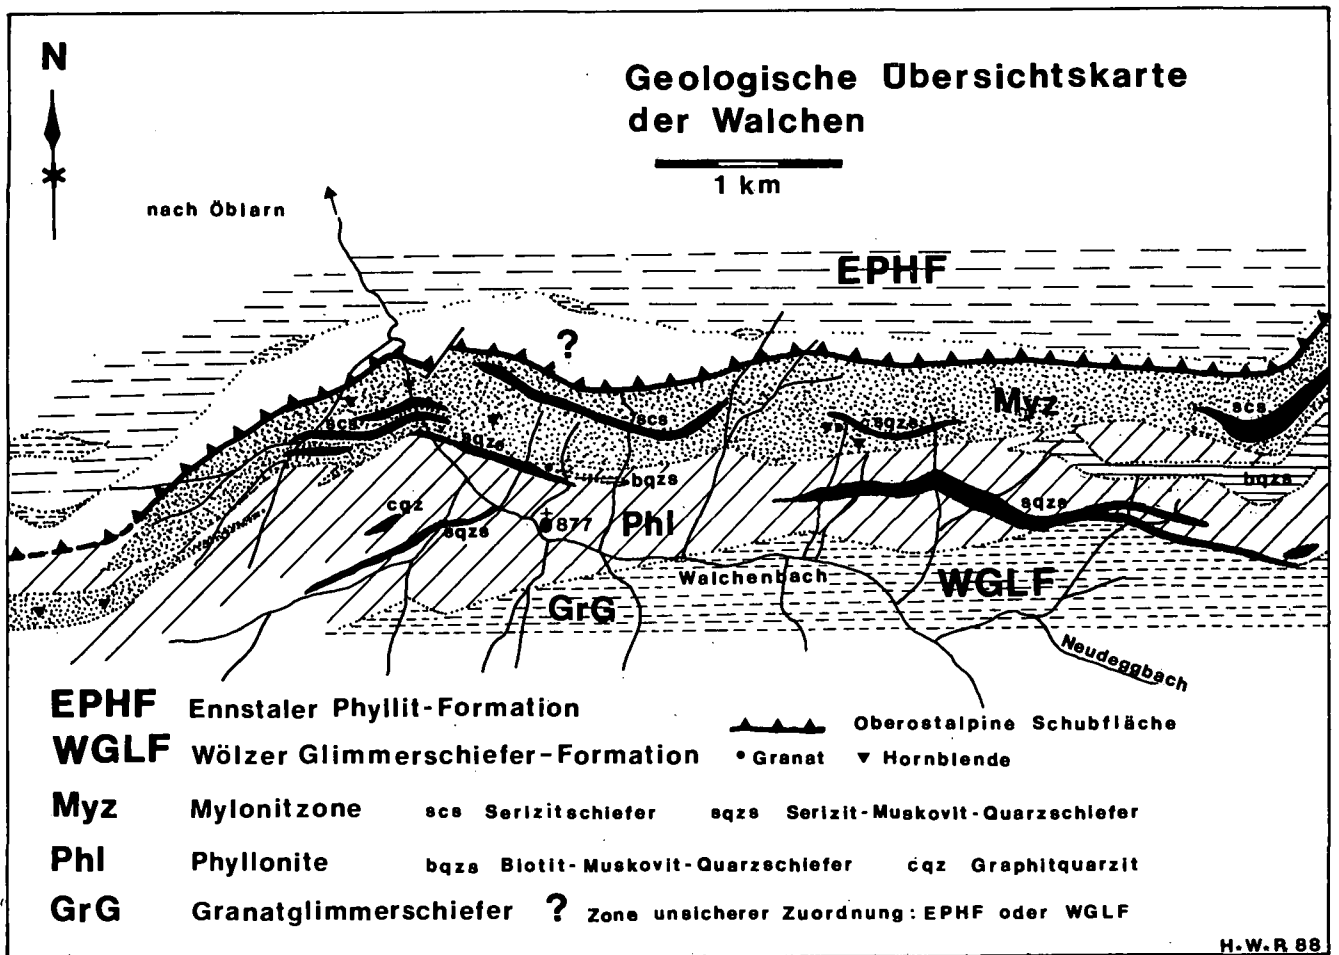 N
Geologische Übersichtskarte
der Walchen
1 km
nach Öblarn
EPHF
?
Myz
scs
scs
sqzs
scs
sqzs
bqzs
bqzs
cqz
sqzs
877
Phl
sqzs
Walchenbach
WGLF
GrG
Neudeggbach
EPHF Ennstaler Phyllit-Formation
Oberostalpine Schubfläche
WGLF Wölzer Glimmerschiefer-Formation
Granat Hornblende
Myz Mylonitzone scs Serizitschiefer sqzs Serizit-Muskovit-Quarzschiefer
Phl Phyllonite bqzs Biotit-Muskovit-Quarzschiefer cqz Graphitquarzit
GrG Granatglimmerschiefer ? Zone unsicherer Zuordnung: EPHF oder WGLF
H.W.R 88